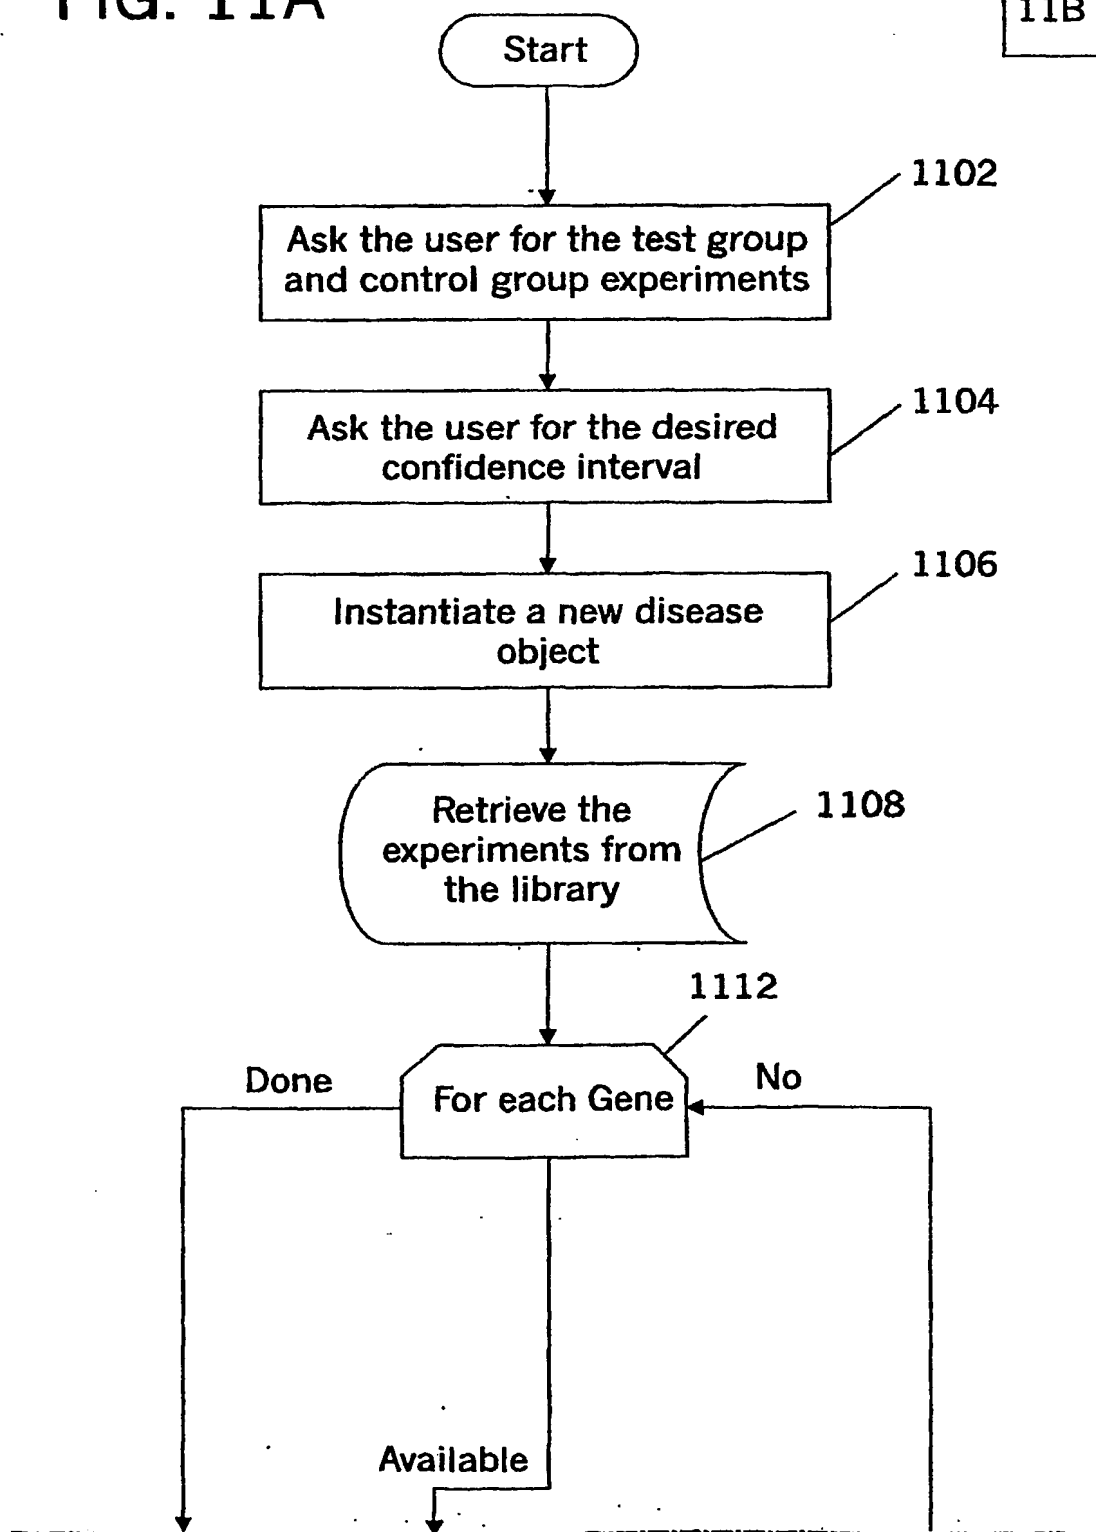 FIG. 11A
11B
Start
1102
Ask the user for the test group
and control group experiments
1104
Ask the user for the desired
confidence interval
1106
Instantiate a new disease
object
1108
Retrieve the
experiments from
the library
1112
Done
For each Gene
No
Available